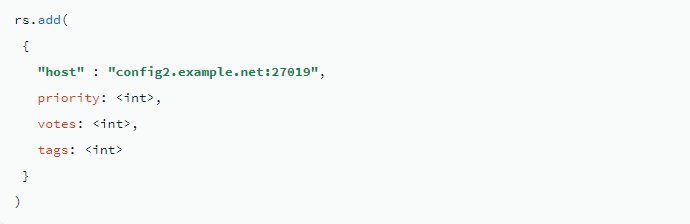 rs.add(
 {
   "host" : "config2.example.net:27019",
   priority: <int>,
   votes: <int>,
   tags: <int>
 }
)